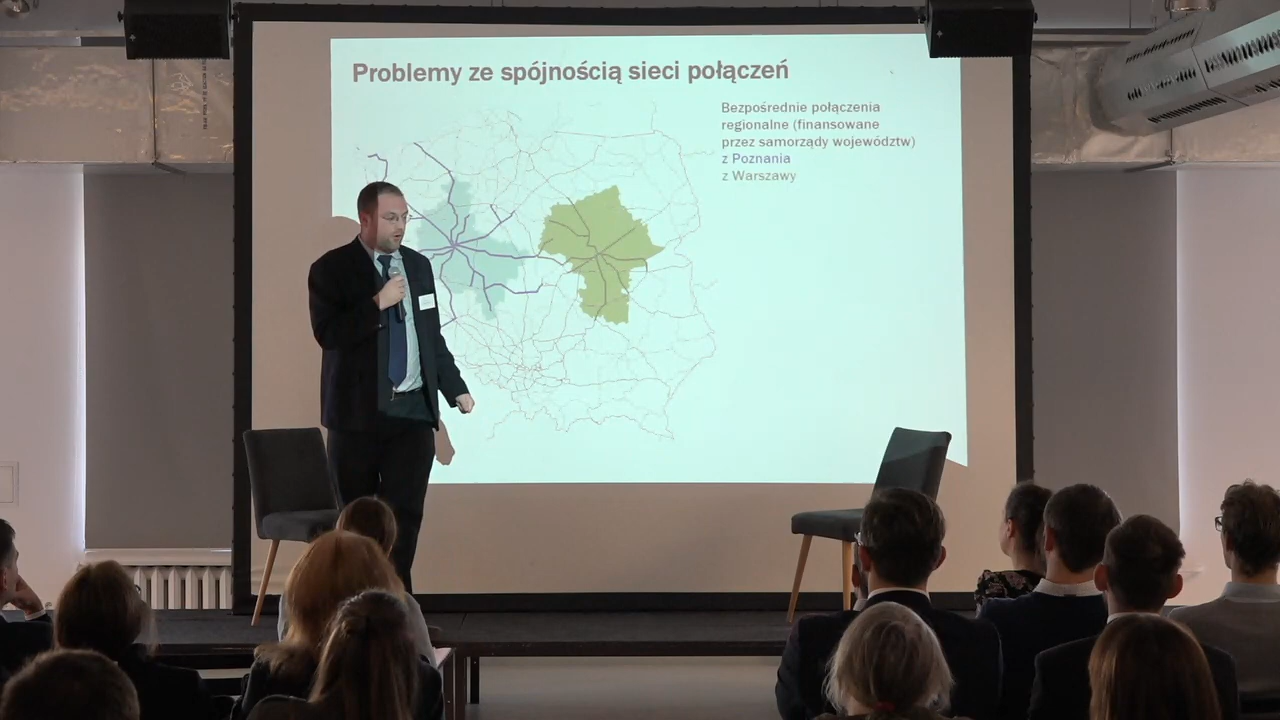 Problemy ze spójnością sieci połączeń
Bezpośrednie połączenia
regionalne (finansowane
przez samorządy województw)
z Poznania
z Warszawy